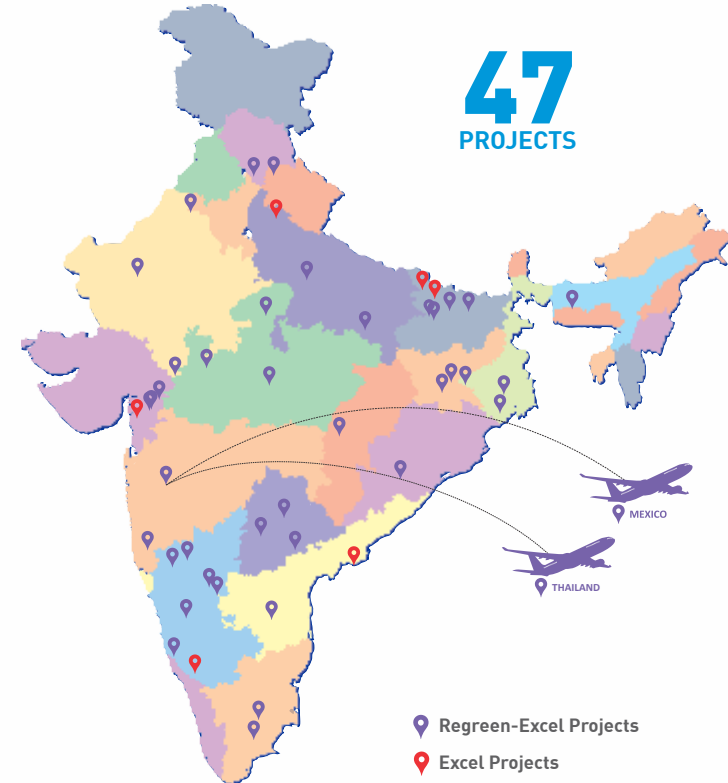 47
PROJECTS
MEXICO
THAILAND
Regreen-Excel Projects
Excel Projects